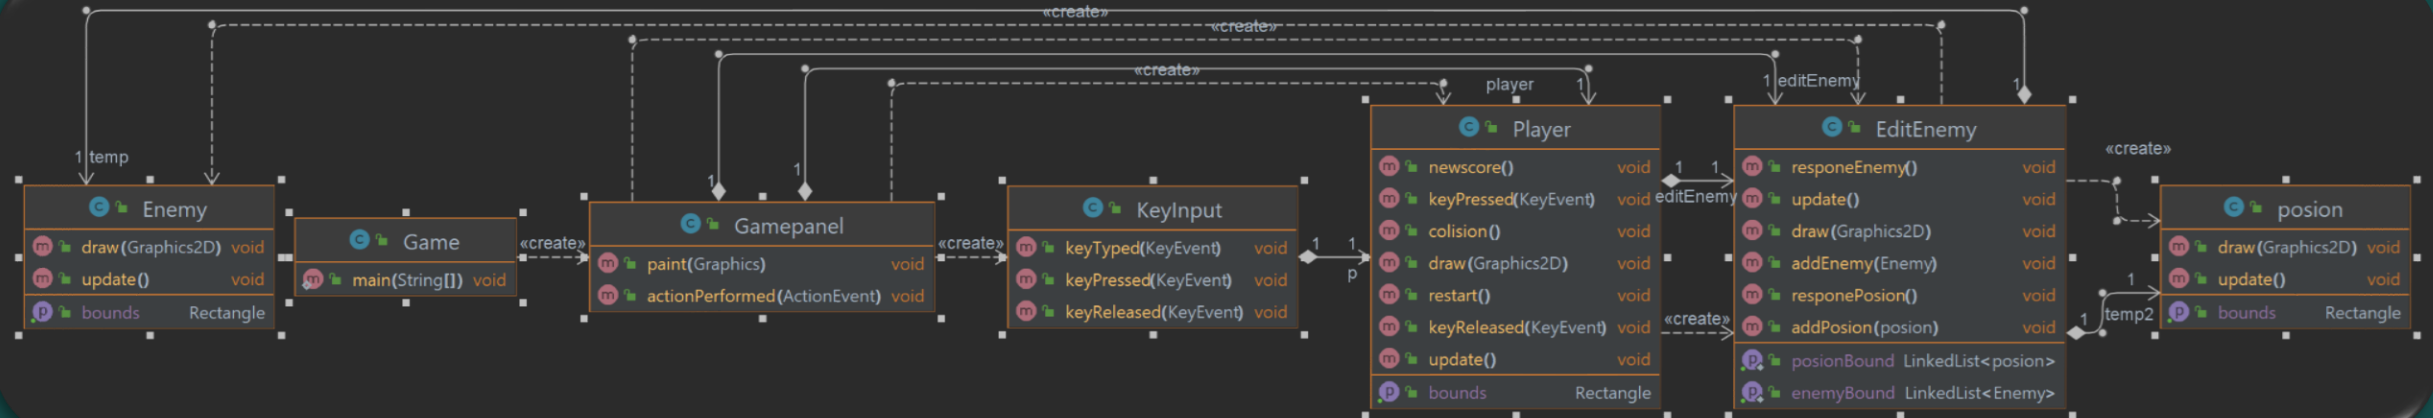 «create»
«create»
«create»
player
1
1 editEnemy
1
1 temp
1
1
Enemy
draw(Graphics2D) void
update() void
bounds Rectangle
Game
main(String[]) void
«create»
Gamepanel
paint(Graphics) void
actionPerformed(ActionEvent) void
«create»
KeyInput
keyTyped(KeyEvent) void
keyPressed(KeyEvent) void
keyReleased(KeyEvent) void
1 1
p
Player
newscore() void
keyPressed(KeyEvent) void
colision() void
draw(Graphics2D) void
restart() void
keyReleased(KeyEvent) void
update() void
bounds Rectangle
1 1
editEnemy
«create»
EditEnemy
responeEnemy() void
update() void
draw(Graphics2D) void
addEnemy(Enemy) void
responePosion() void
addPosion(posion) void
posionBound LinkedList<posion>
enemyBound LinkedList<Enemy>
«create»
1
1 temp2
posion
draw(Graphics2D) void
update() void
bounds Rectangle